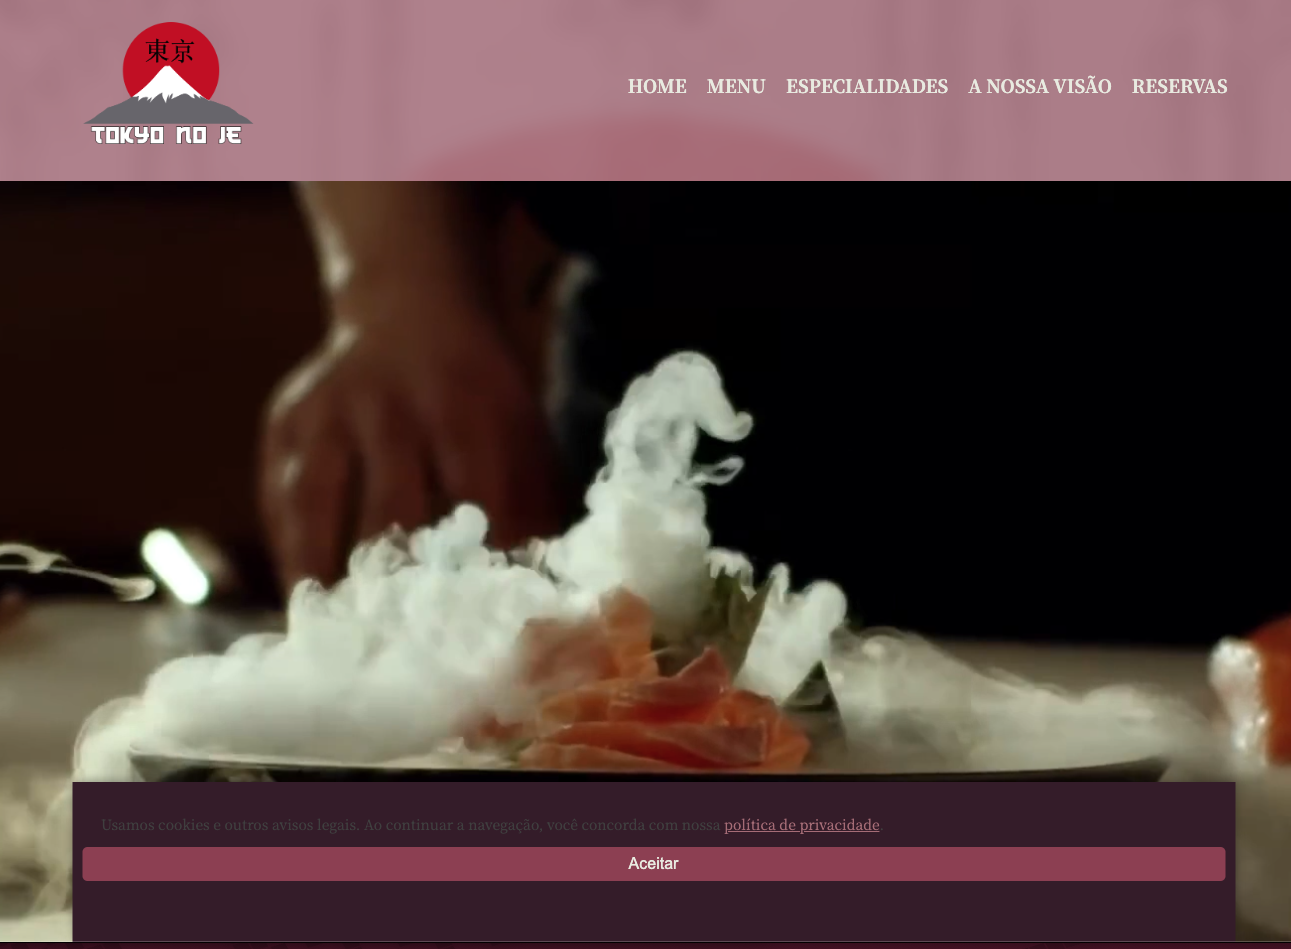 東京
TOKYO NO JE
HOME MENU ESPECIALIDADES A NOSSA VISÃO RESERVAS
Usamos cookies e outros avisos legais. Ao continuar a navegação, você concorda com nossa política de privacidade.
Aceitar